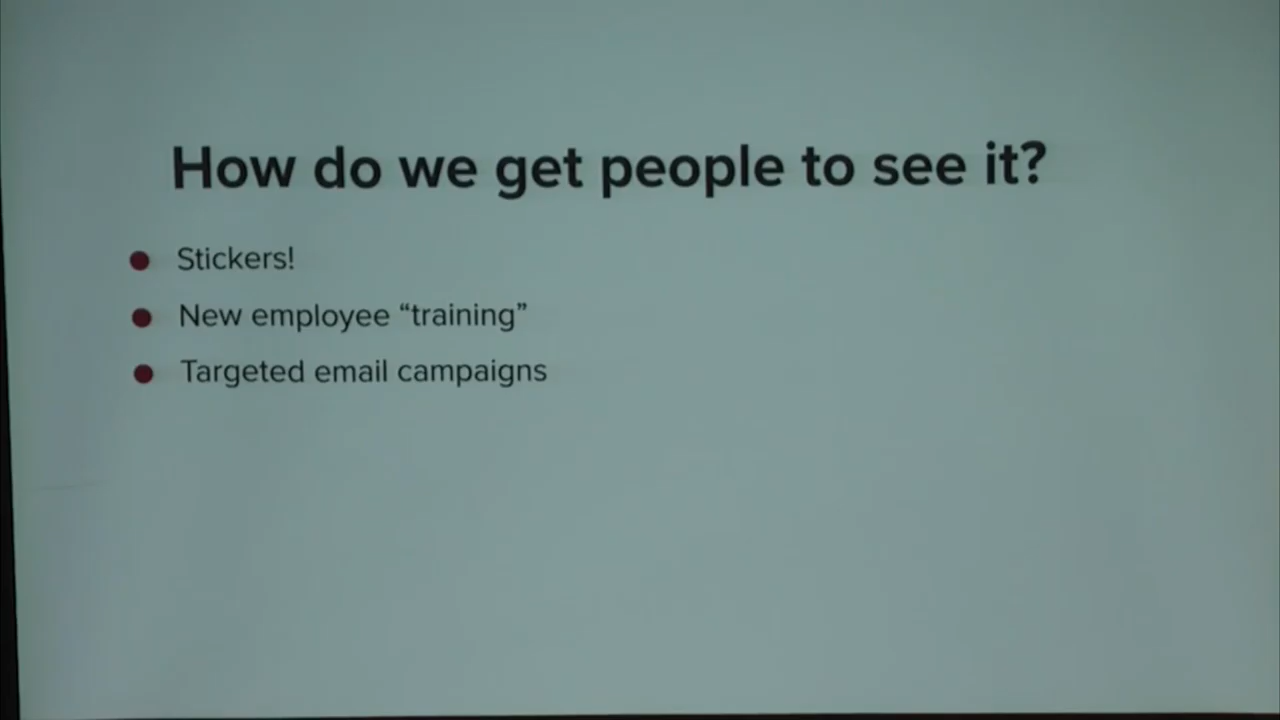 How do we get people to see it?
Stickers!
New employee “training”
Targeted email campaigns